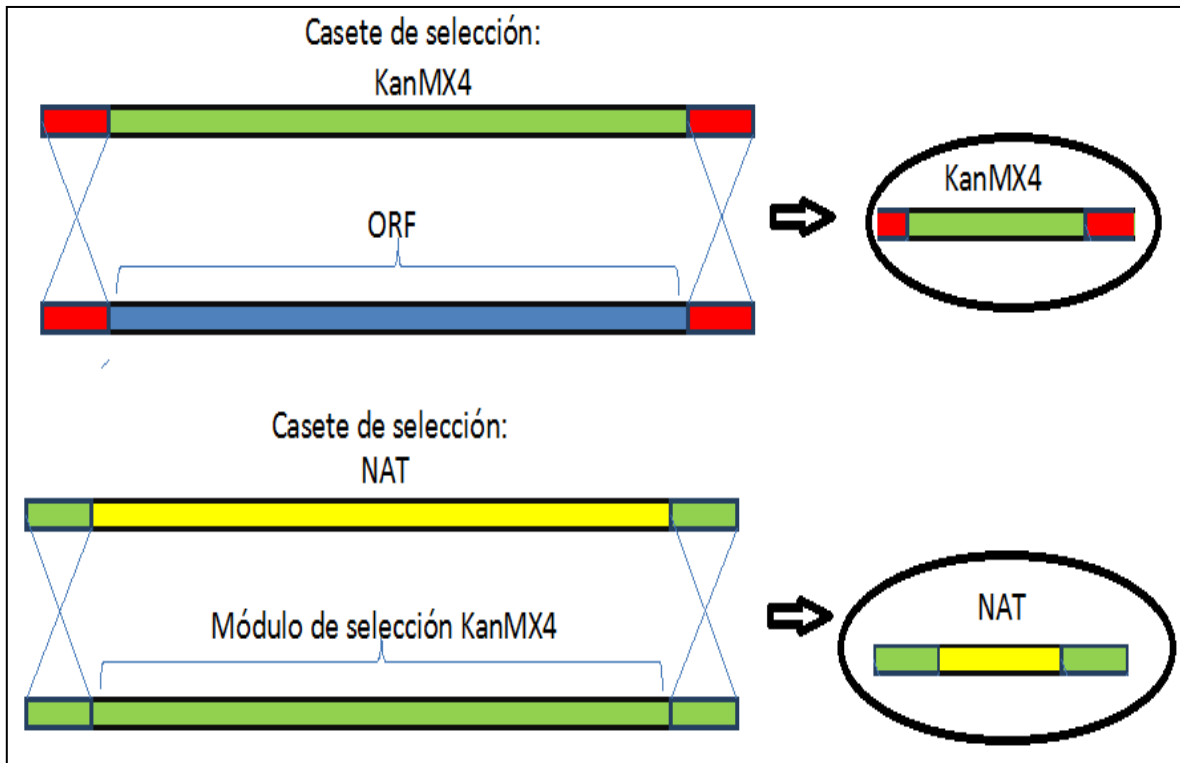 Casete de selección:
KanMX4
KanMX4
ORF
Casete de selección:
NAT
NAT
Módulo de selección KanMX4